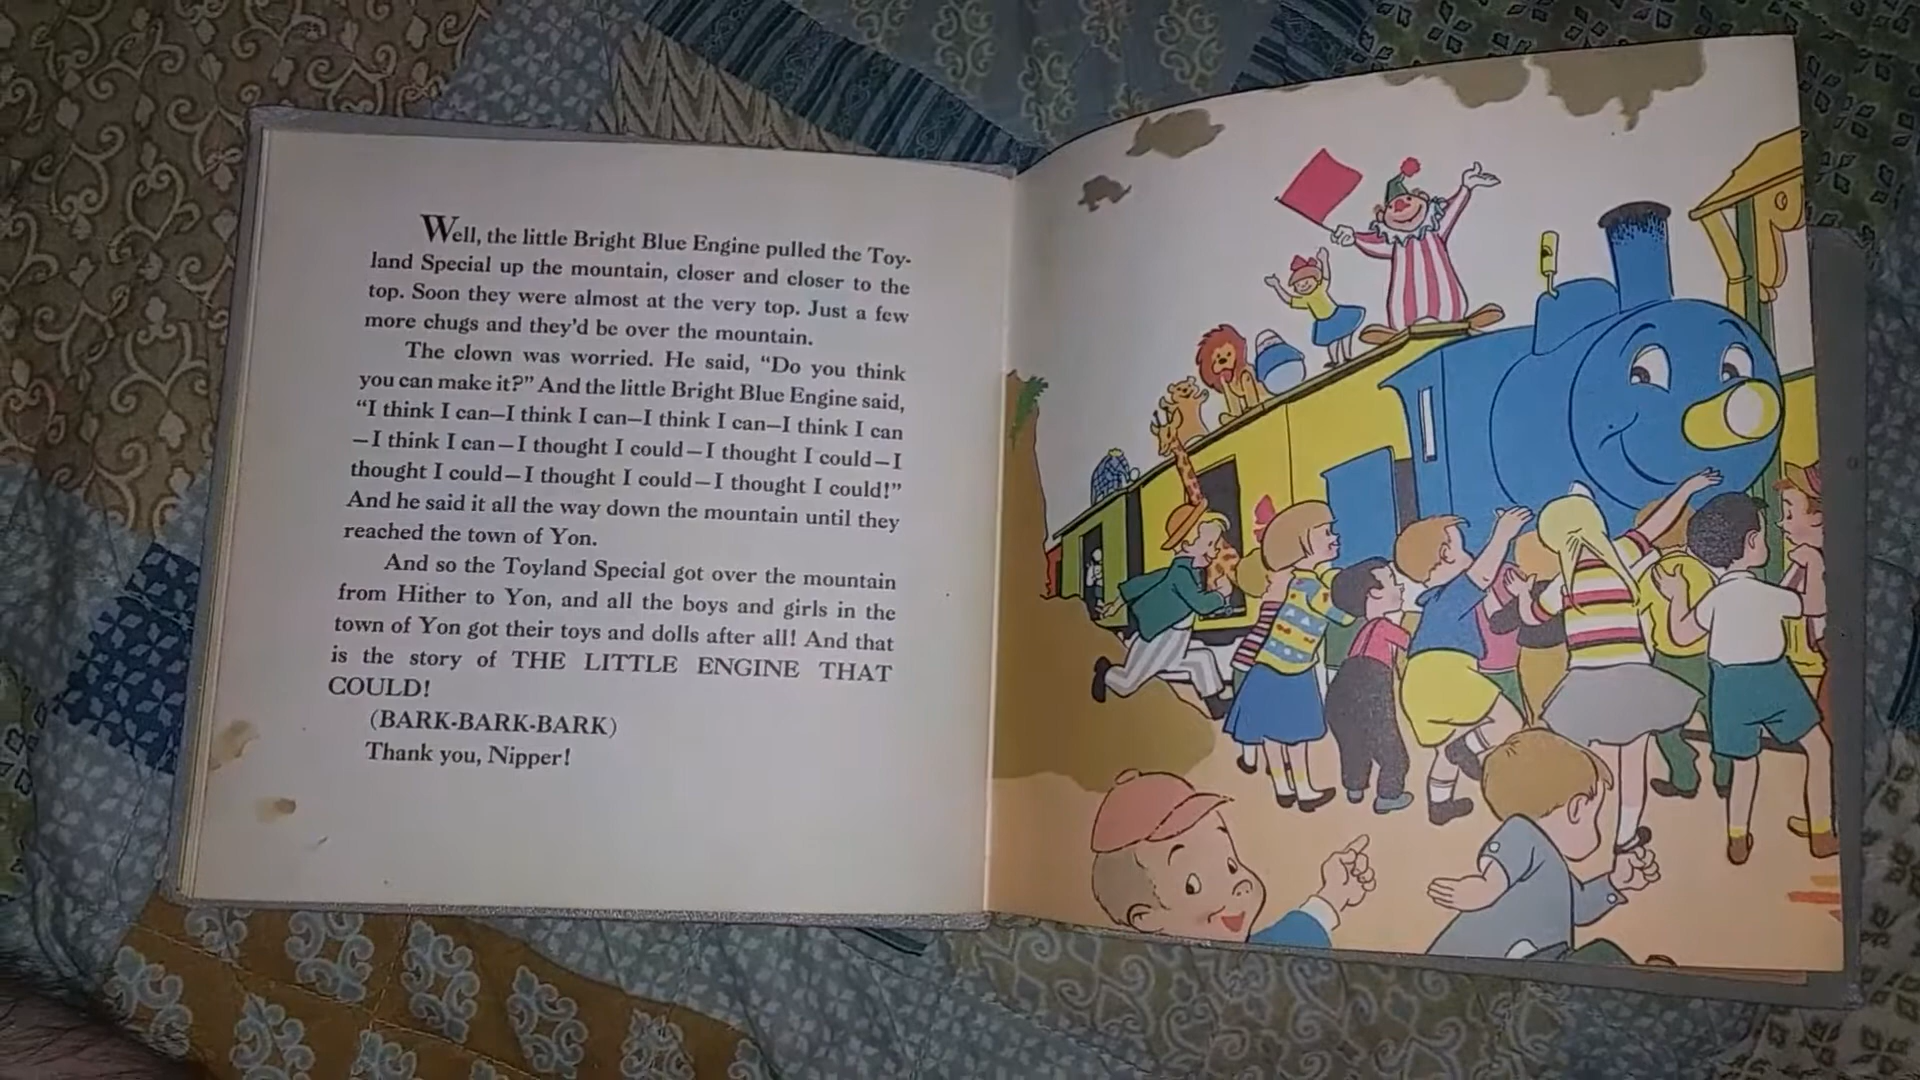 Well, the little Bright Blue Engine pulled the Toy-
land Special up the mountain, closer and closer to the
top. Soon they were almost at the very top. Just a few
more chugs and they'd be over the mountain.
The clown was worried. He said, “Do you think
you can make it?” And the little Bright Blue Engine said,
“I think I can—I think I can—I think I can—I think I can
—I think I can—I thought I could—I thought I could—I
thought I could—I thought I could—I thought I could!”
And he said it all the way down the mountain until they
reached the town of Yon.
And so the Toyland Special got over the mountain
from Hither to Yon, and all the boys and girls in the
town of Yon got their toys and dolls after all! And that
is the story of THE LITTLE ENGINE THAT
COULD!
(BARK-BARK-BARK)
Thank you, Nipper!